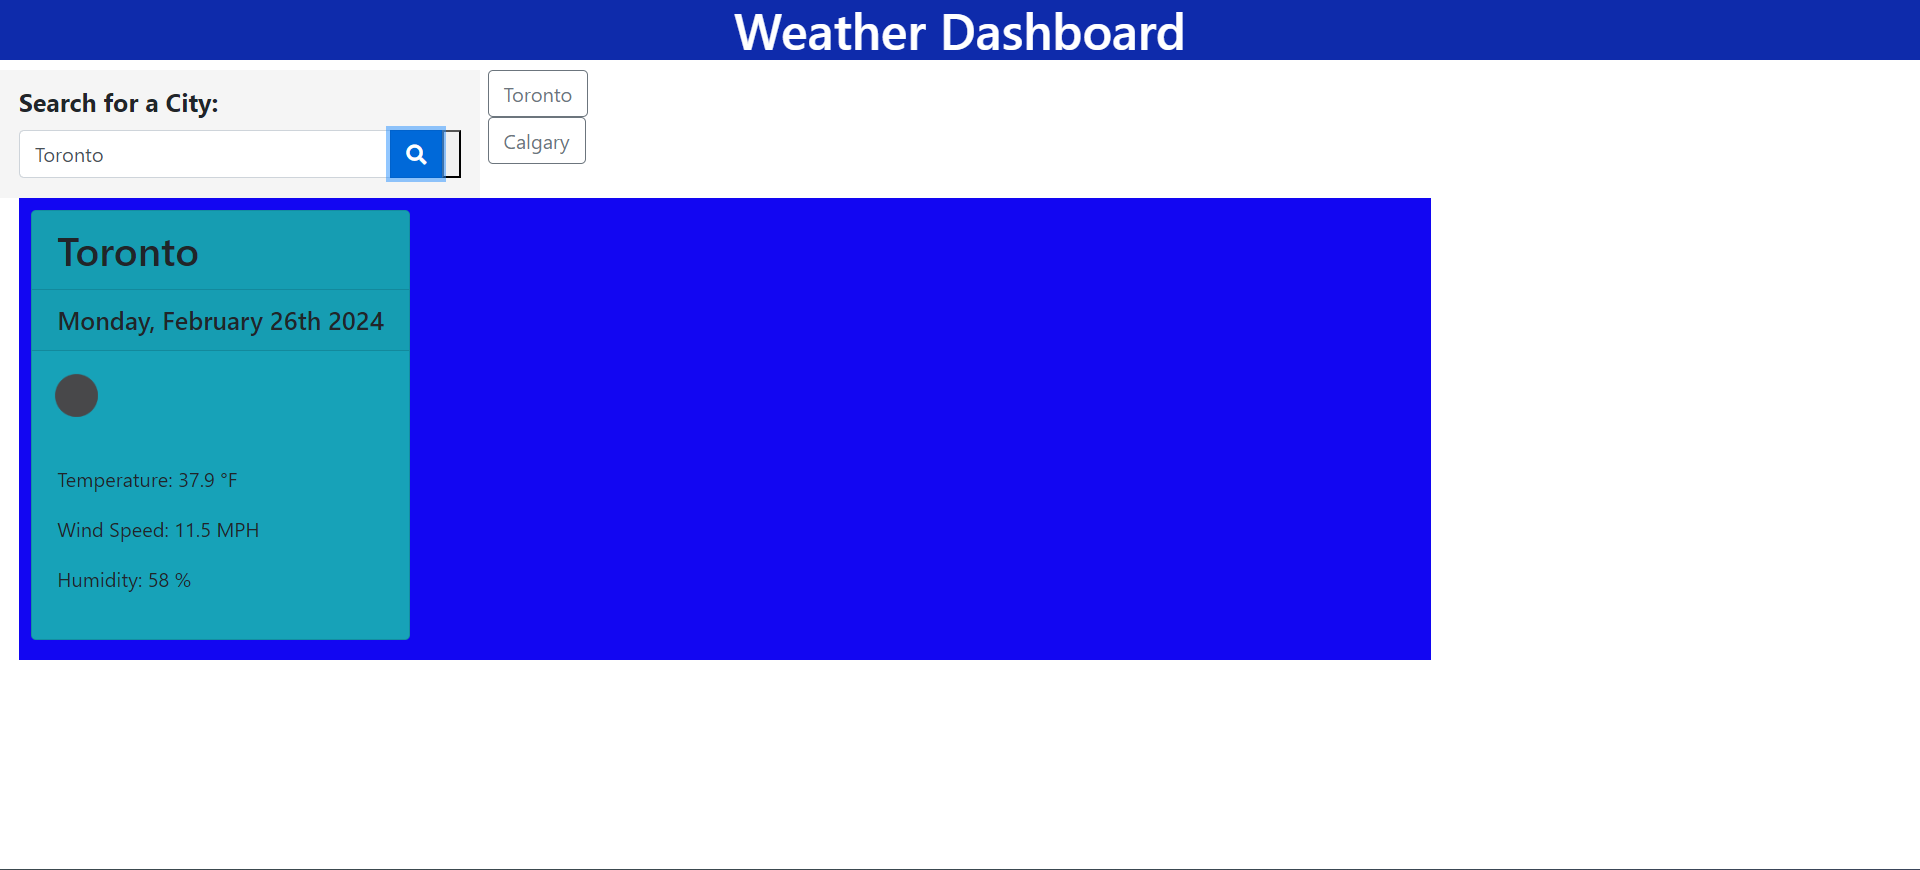 Weather Dashboard
Search for a City:
Toronto
Toronto
Calgary
Toronto
Monday, February 26th 2024
Temperature: 37.9 °F
Wind Speed: 11.5 MPH
Humidity: 58 %